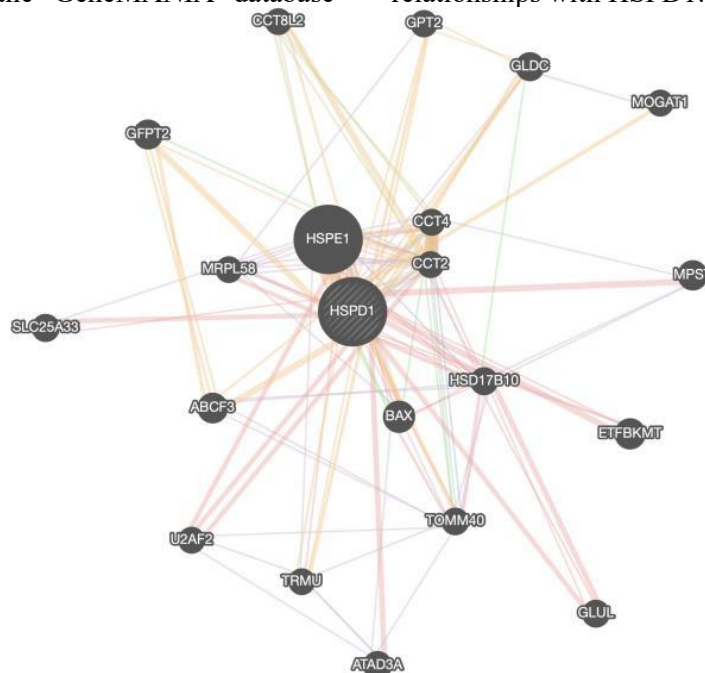 the GeneMANIA database relationships with HSPD1.
CCT8L2
GPT2
GLDC
MOGAT1
GFPT2
CCT4
HSPE1
CCT2
MRPL58
MPST
HSPD1
SLC25A33
HSD17B10
ABCF3
BAX
ETFBKMT
TOMM40
U2AF2
TRMU
GLUL
ATAD3A